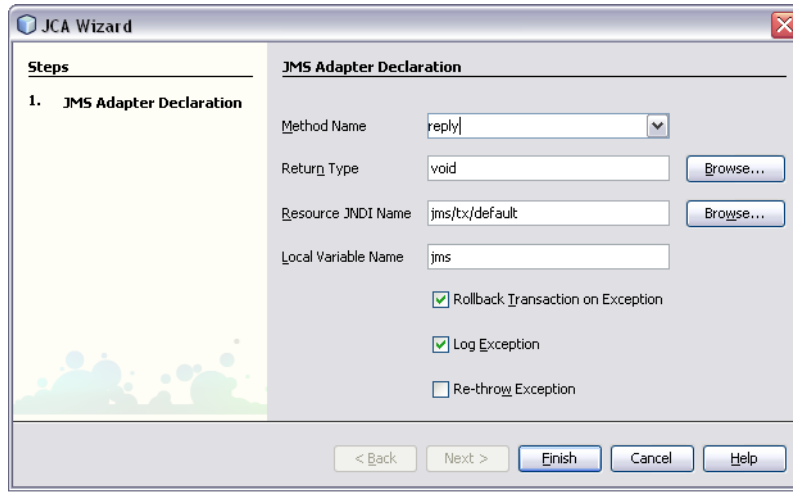 JCA Wizard
Steps
1. JMS Adapter Declaration
JMS Adapter Declaration
Method Name reply
Return Type void Browse...
Resource JNDI Name jms/tx/default Browse...
Local Variable Name jms
Rollback Transaction on Exception
Log Exception
Re-throw Exception
< Back Next > Finish Cancel Help